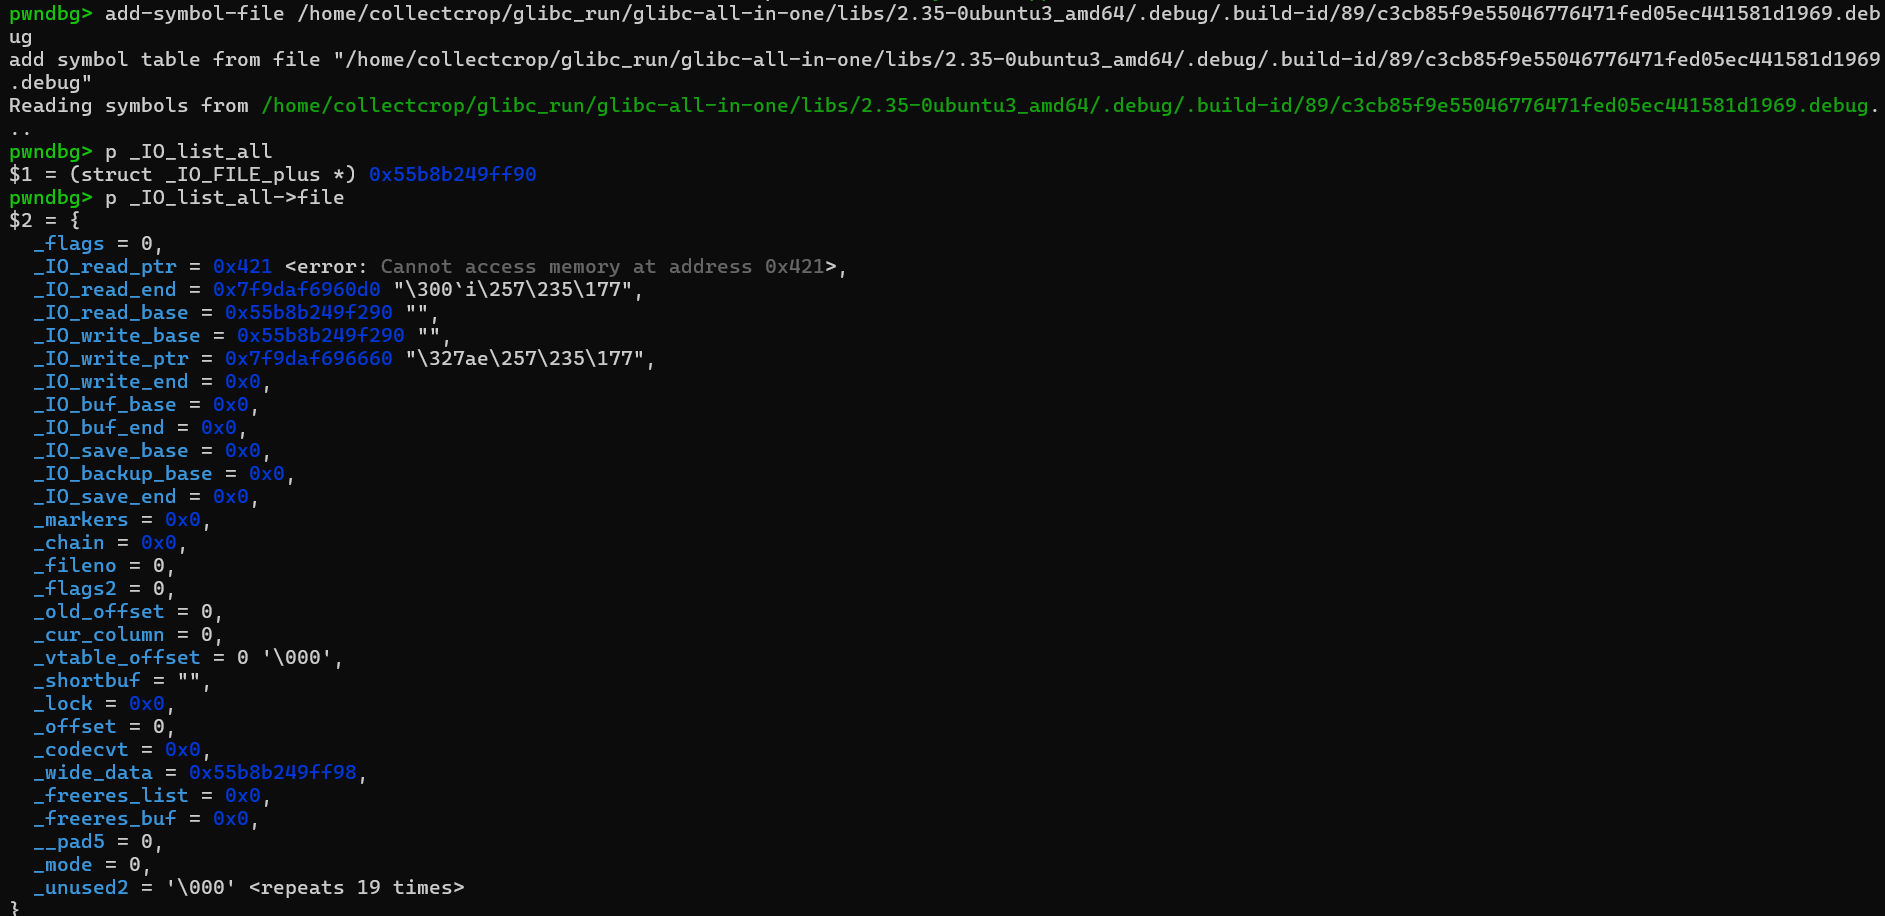 pwndbg> add-symbol-file /home/collectcrop/glibc_run/glibc-all-in-one/libs/2.35-0ubuntu3_amd64/.debug/.build-id/89/c3cb85f9e55046776471fed05ec441581d1969.deb
ug
add symbol table from file "/home/collectcrop/glibc_run/glibc-all-in-one/libs/2.35-0ubuntu3_amd64/.debug/.build-id/89/c3cb85f9e55046776471fed05ec441581d1969
.debug"
Reading symbols from /home/collectcrop/glibc_run/glibc-all-in-one/libs/2.35-0ubuntu3_amd64/.debug/.build-id/89/c3cb85f9e55046776471fed05ec441581d1969.debug.
..
pwndbg> p _IO_list_all
$1 = (struct _IO_FILE_plus *) 0x55b8b249ff90
pwndbg> p _IO_list_all->file
$2 = {
  _flags = 0,
  _IO_read_ptr = 0x421 <error: Cannot access memory at address 0x421>,
  _IO_read_end = 0x7f9daf6960d0 "\300`i\257\235\177",
  _IO_read_base = 0x55b8b249f290 "",
  _IO_write_base = 0x55b8b249f290 "",
  _IO_write_ptr = 0x7f9daf696660 "\327ae\257\235\177",
  _IO_write_end = 0x0,
  _IO_buf_base = 0x0,
  _IO_buf_end = 0x0,
  _IO_save_base = 0x0,
  _IO_backup_base = 0x0,
  _IO_save_end = 0x0,
  _markers = 0x0,
  _chain = 0x0,
  _fileno = 0,
  _flags2 = 0,
  _old_offset = 0,
  _cur_column = 0,
  _vtable_offset = 0 '\000',
  _shortbuf = "",
  _lock = 0x0,
  _offset = 0,
  _codecvt = 0x0,
  _wide_data = 0x55b8b249ff98,
  _freeres_list = 0x0,
  _freeres_buf = 0x0,
  __pad5 = 0,
  _mode = 0,
  _unused2 = '\000' <repeats 19 times>
}